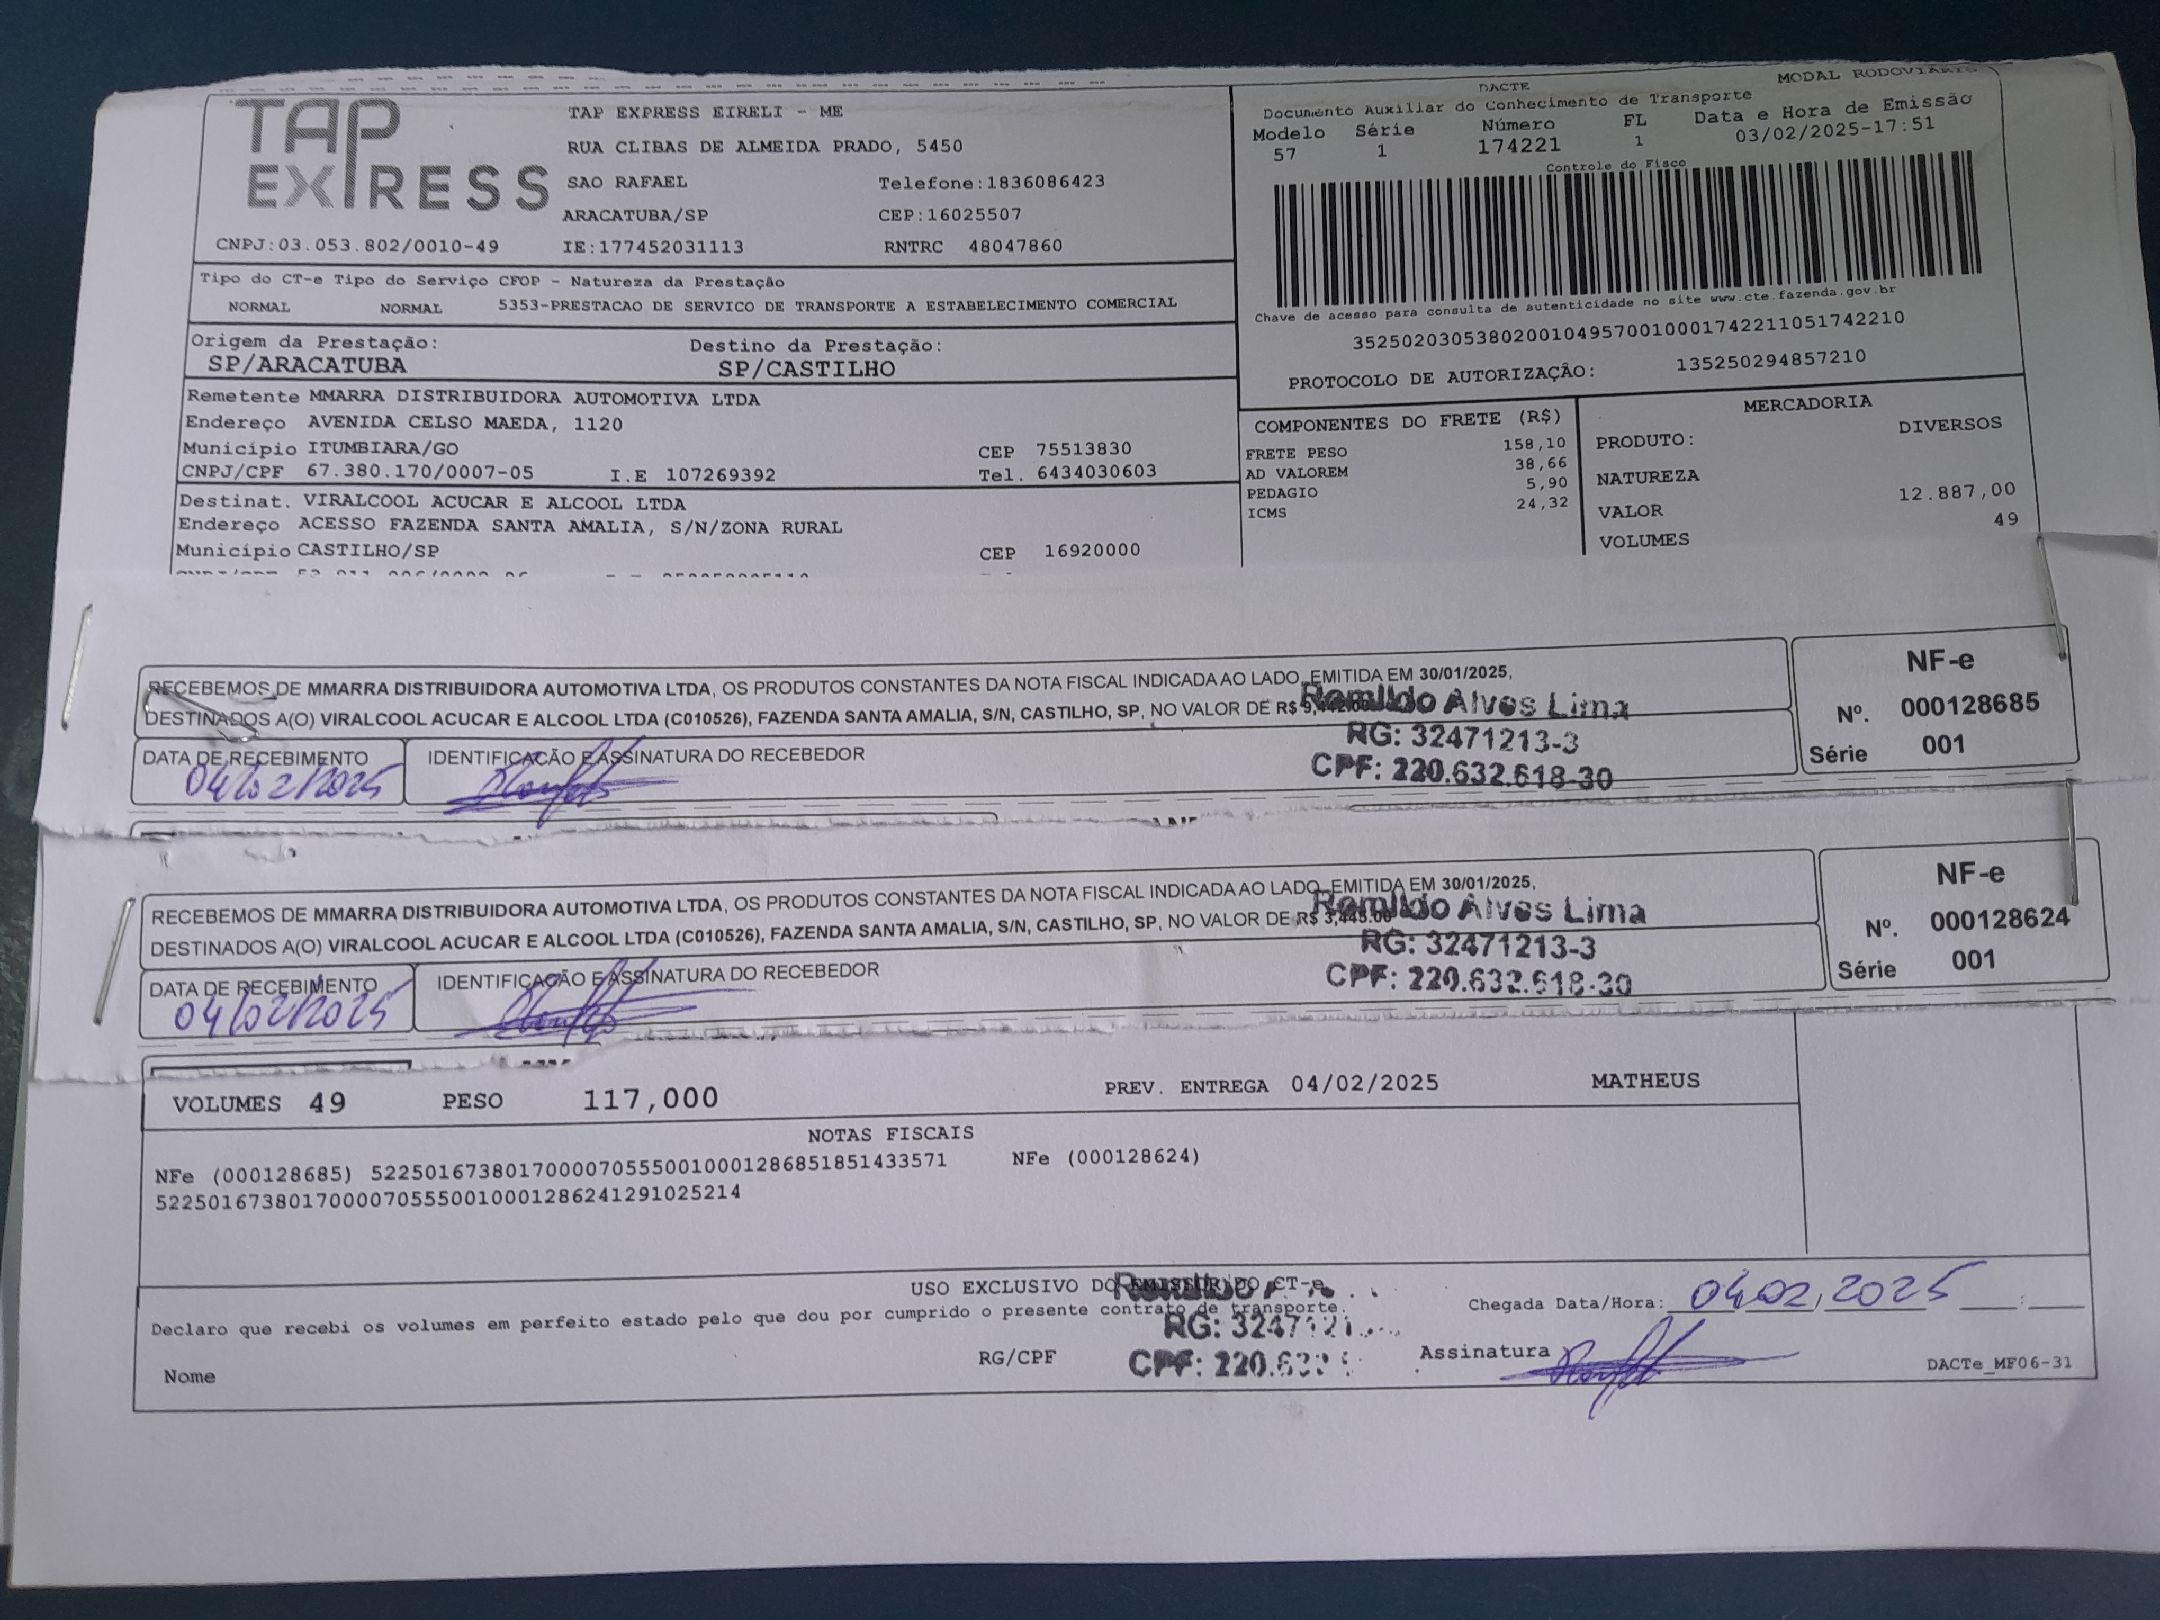 TAP EXPRESS
TAP EXPRESS EIRELI - ME
RUA CLIBAS DE ALMEIDA PRADO, 5450
SAO RAFAEL Telefone:1836086423
ARACATUBA/SP CEP:16025507
CNPJ:03.053.802/0010-49 IE:177452031113 RNTRC 48047860
DACTE MODAL RODOVIÁRIO
Documento Auxiliar do Conhecimento de Transporte
Modelo Série Número FL Data e Hora de Emissão
57 1 174221 1 03/02/2025-17:51
Controle do Fisco
Chave de acesso para consulta de autenticidade no site www.cte.fazenda.gov.br
35250203053802001049570010001742211051742210
PROTOCOLO DE AUTORIZAÇÃO: 135250294857210
Tipo do CT-e Tipo do Serviço CFOP - Natureza da Prestação
NORMAL NORMAL 5353-PRESTACAO DE SERVICO DE TRANSPORTE A ESTABELECIMENTO COMERCIAL
Origem da Prestação: Destino da Prestação:
SP/ARACATUBA SP/CASTILHO
Remetente MMARRA DISTRIBUIDORA AUTOMOTIVA LTDA
Endereço AVENIDA CELSO MAEDA, 1120
Município ITUMBIARA/GO CEP 75513830
CNPJ/CPF 67.380.170/0007-05 I.E 107269392 Tel. 6434030603
Destinat. VIRALCOOL ACUCAR E ALCOOL LTDA
Endereço ACESSO FAZENDA SANTA AMALIA, S/N/ZONA RURAL
Município CASTILHO/SP CEP 16920000
COMPONENTES DO FRETE (R$)
FRETE PESO 158,10
AD VALOREM 38,66
PEDAGIO 5,90
ICMS 24,32
MERCADORIA
PRODUTO: DIVERSOS
NATUREZA
VALOR 12.887,00
VOLUMES 49
RECEBEMOS DE MMARRA DISTRIBUIDORA AUTOMOTIVA LTDA, OS PRODUTOS CONSTANTES DA NOTA FISCAL INDICADA AO LADO, EMITIDA EM 30/01/2025,
DESTINADOS A(O) VIRALCOOL ACUCAR E ALCOOL LTDA (C010526), FAZENDA SANTA AMALIA, S/N, CASTILHO, SP, NO VALOR DE R$
Romildo Alves Lima
RG: 32471213-3
CPF: 220.632.618-30
NF-e
Nº. 000128685
Série 001
DATA DE RECEBIMENTO IDENTIFICAÇÃO E ASSINATURA DO RECEBEDOR
04/02/2025
RECEBEMOS DE MMARRA DISTRIBUIDORA AUTOMOTIVA LTDA, OS PRODUTOS CONSTANTES DA NOTA FISCAL INDICADA AO LADO, EMITIDA EM 30/01/2025,
DESTINADOS A(O) VIRALCOOL ACUCAR E ALCOOL LTDA (C010526), FAZENDA SANTA AMALIA, S/N, CASTILHO, SP, NO VALOR DE R$ 3,445.00
Romildo Alves Lima
RG: 32471213-3
CPF: 220.632.618-30
NF-e
Nº. 000128624
Série 001
DATA DE RECEBIMENTO IDENTIFICAÇÃO E ASSINATURA DO RECEBEDOR
04/02/2025
VOLUMES 49 PESO 117,000 PREV. ENTREGA 04/02/2025 MATHEUS
NOTAS FISCAIS
NFe (000128685) 52250167380170000705550010001286851851433571 NFe (000128624)
52250167380170000705550010001286241291025214
USO EXCLUSIVO DO EMISSOR DO CT-e
Declaro que recebi os volumes em perfeito estado pelo que dou por cumprido o presente contrato de transporte.
Chegada Data/Hora: 04/02/2025
Romildo
RG: 3247121
CPF: 220.632
Nome RG/CPF Assinatura DACTe_MF06-31